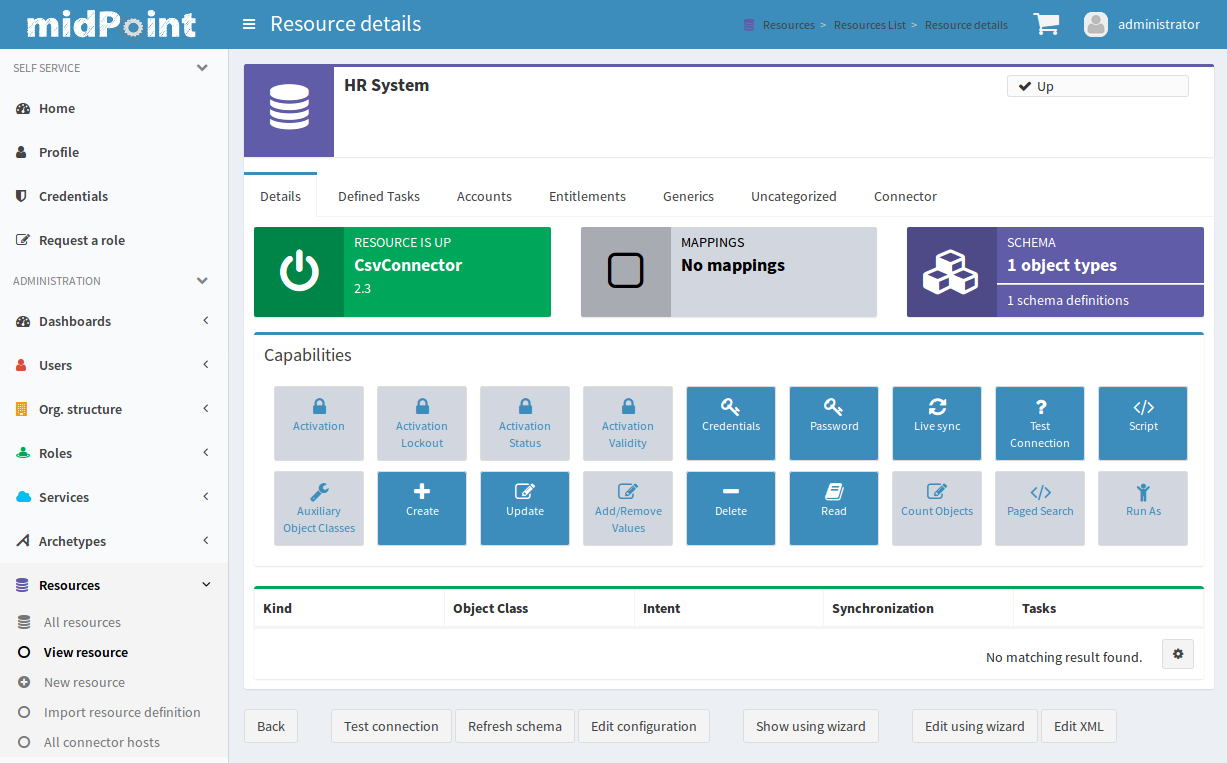 midPoint
Resource details
Resources > Resources List > Resource details
administrator
SELF SERVICE
Home
Profile
Credentials
Request a role
ADMINISTRATION
Dashboards
Users
Org. structure
Roles
Services
Archetypes
Resources
All resources
View resource
New resource
Import resource definition
All connector hosts
HR System
Up
Details
Defined Tasks
Accounts
Entitlements
Generics
Uncategorized
Connector
RESOURCE IS UP
CsvConnector
2.3
MAPPINGS
No mappings
SCHEMA
1 object types
1 schema definitions
Capabilities
Activation
Activation
Lockout
Activation
Status
Activation
Validity
Credentials
Password
Live sync
Test
Connection
Script
Auxiliary
Object Classes
Create
Update
Add/Remove
Values
Delete
Read
Count Objects
Paged Search
Run As
Kind
Object Class
Intent
Synchronization
Tasks
No matching result found.
Back
Test connection
Refresh schema
Edit configuration
Show using wizard
Edit using wizard
Edit XML